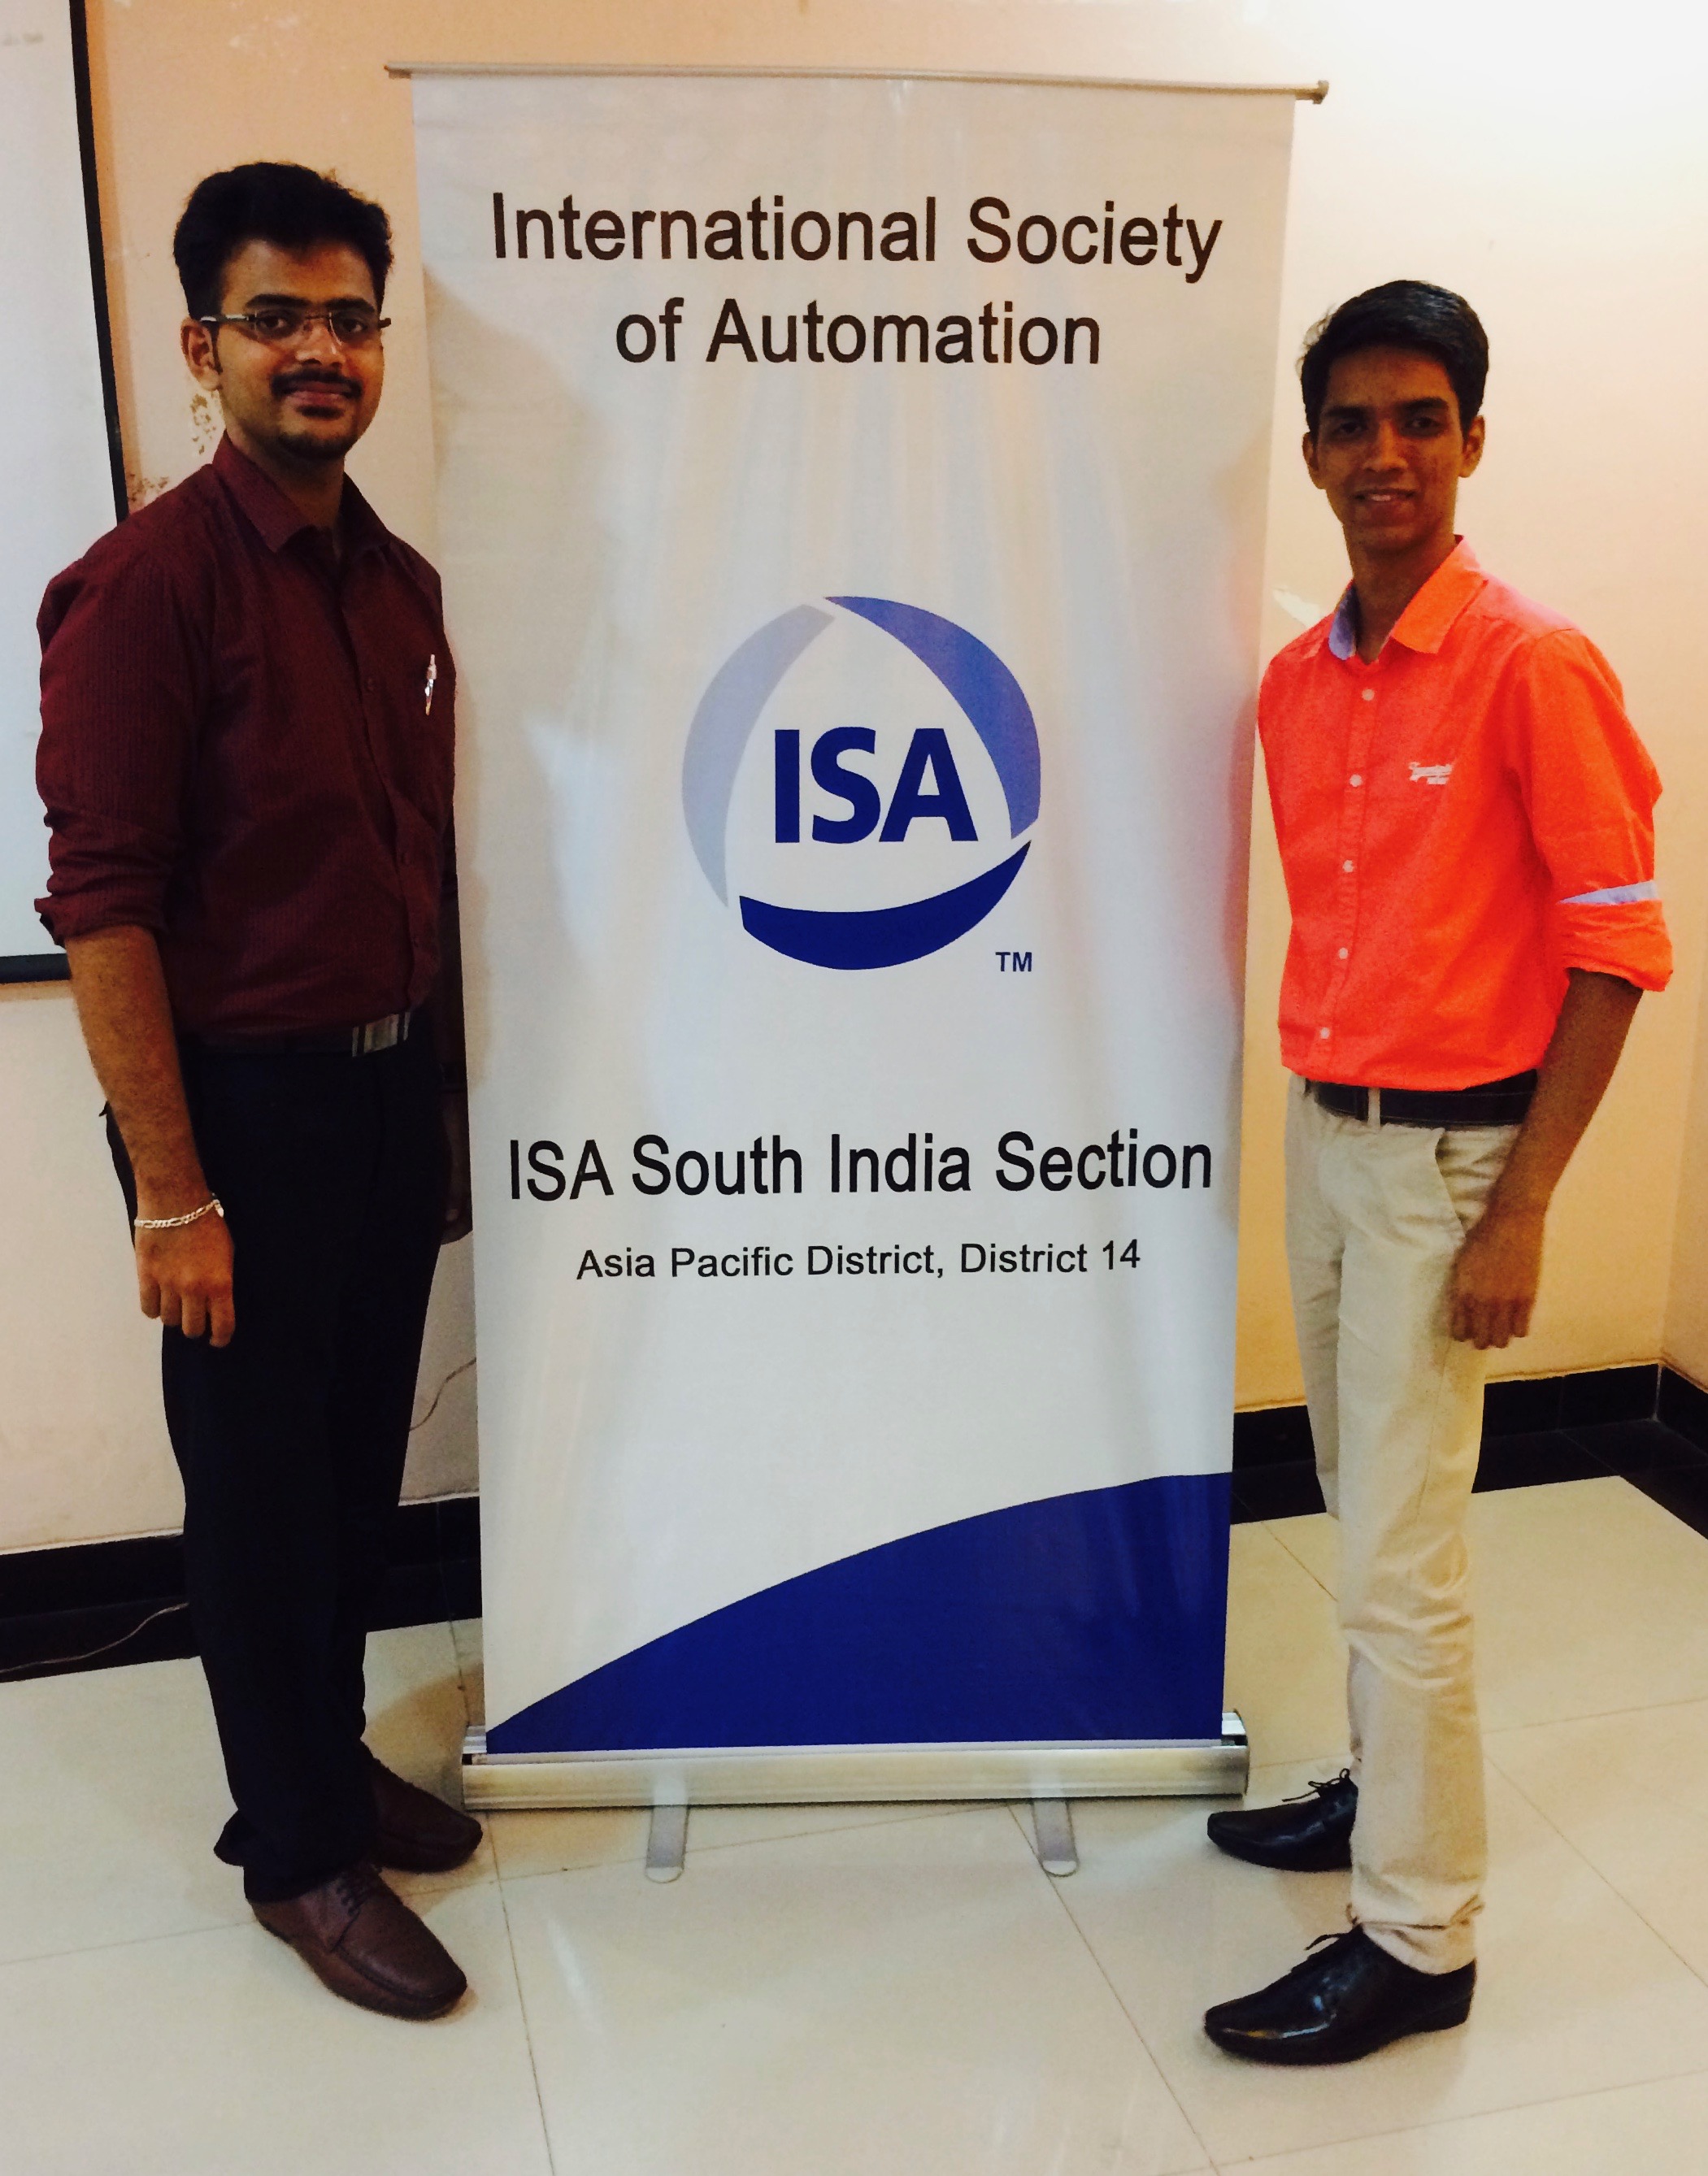 International Society
of Automation
ISA
TM
ISA South India Section
Asia Pacific District, District 14